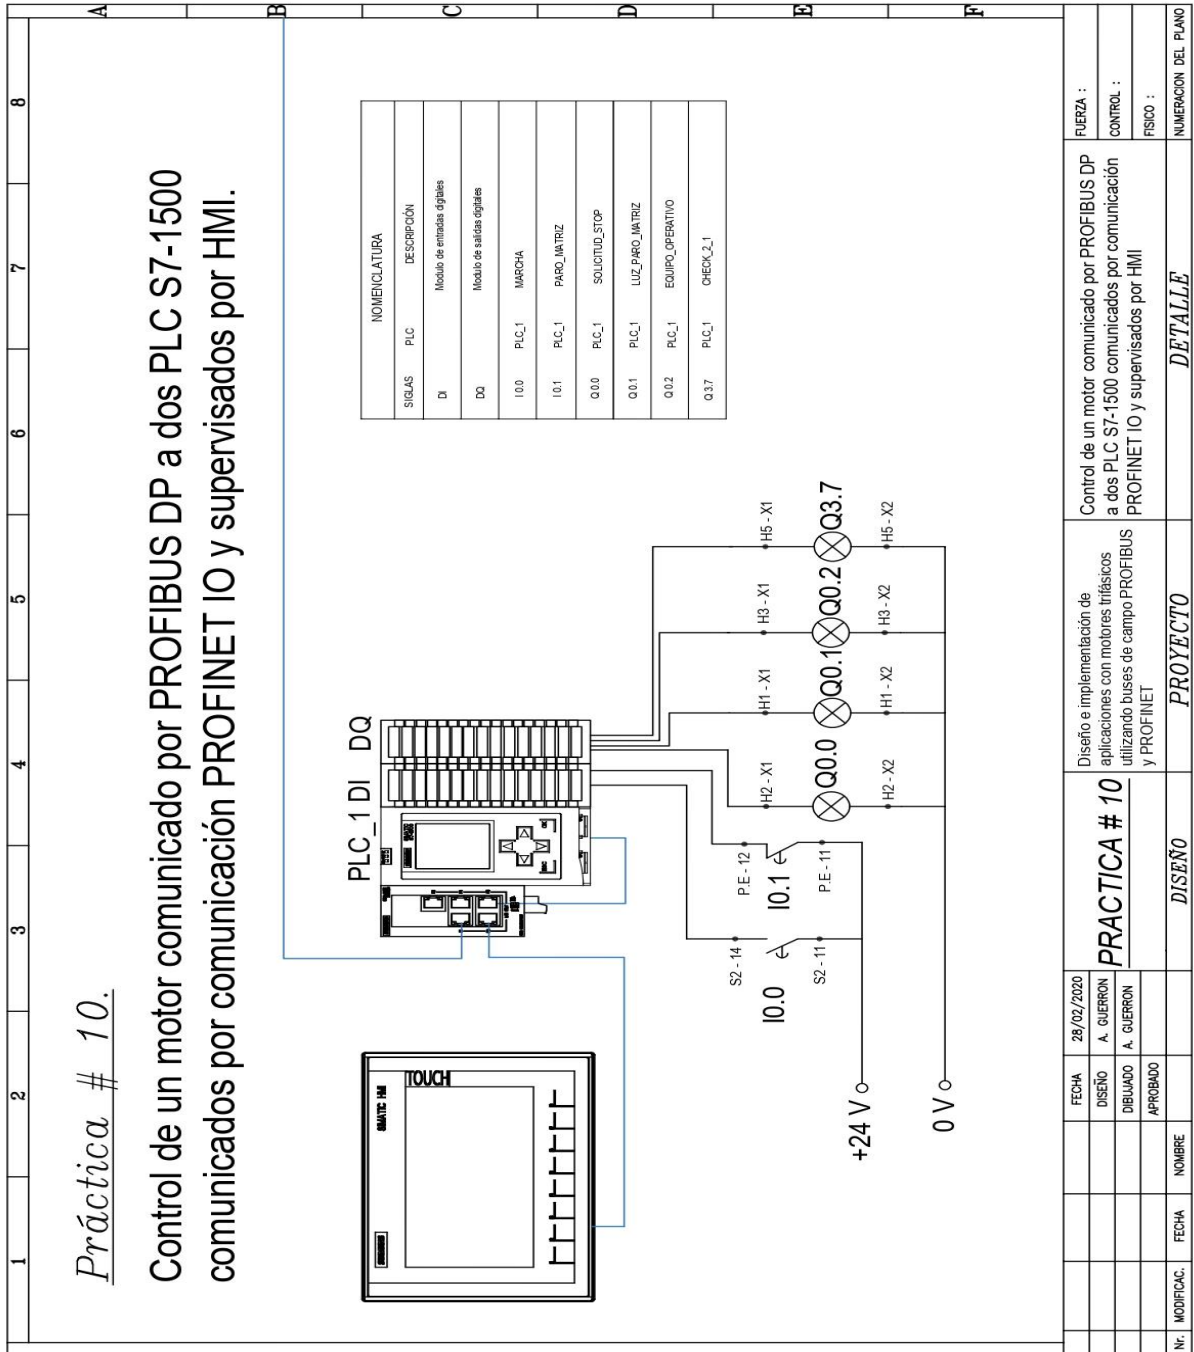 1 2 3 4 5 6 7 8
A
B
C
D
E
F
Práctica # 10.
Control de un motor comunicado por PROFIBUS DP a dos PLC S7-1500
comunicados por comunicación PROFINET IO y supervisados por HMI.
SIMATIC HMI
TOUCH
PLC_1 DI DQ
NOMENCLATURA
SIGLAS PLC DESCRIPCIÓN
DI Modulo de entradas digitales
DQ Modulo de salidas digitales
I 0.0 PLC_1 MARCHA
I 0.1 PLC_1 PARO_MATRIZ
Q 0.0 PLC_1 SOLICITUD_STOP
Q 0.1 PLC_1 LUZ_PARO_MATRIZ
Q 0.2 PLC_1 EQUIPO_OPERATIVO
Q 3.7 PLC_1 CHECK_2_1
S2 - 14
I0.0
S2 - 11
P.E - 12
I0.1
P.E - 11
H2 - X1
Q0.0
H2 - X2
H1 - X1
Q0.1
H1 - X2
H3 - X1
Q0.2
H3 - X2
H5 - X1
Q3.7
H5 - X2
+24 V
0 V
FECHA 28/02/2020
DISEÑO A. GUERRON
DIBUJADO A. GUERRON
APROBADO
Nr. MODIFICAC. FECHA NOMBRE
PRACTICA # 10
DISEÑO
Diseño e implementación de
aplicaciones con motores trifásicos
utilizando buses de campo PROFIBUS
y PROFINET
PROYECTO
Control de un motor comunicado por PROFIBUS DP
a dos PLC S7-1500 comunicados por comunicación
PROFINET IO y supervisados por HMI
DETALLE
FUERZA :
CONTROL :
FISICO :
NUMERACION DEL PLANO